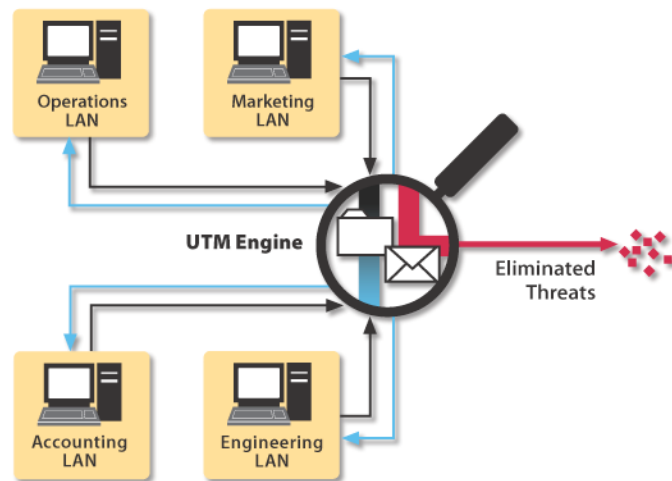 Operations
LAN
Marketing
LAN
UTM Engine
Eliminated
Threats
Accounting
LAN
Engineering
LAN